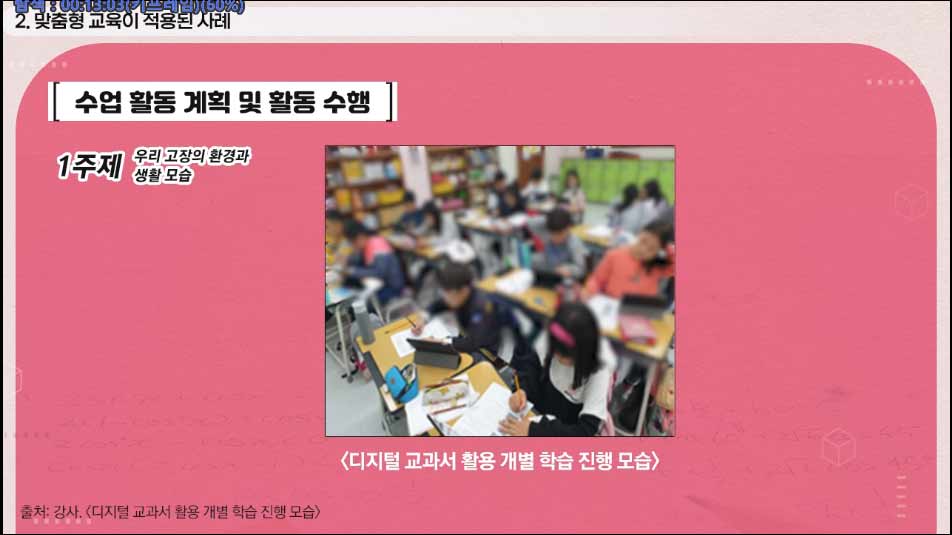 탐색 : 00:13:03(키프레임)(60%)
2. 맞춤형 교육이 적용된 사례
[수업 활동 계획 및 활동 수행]
1주제 우리 고장의 환경과
생활 모습
〈디지털 교과서 활용 개별 학습 진행 모습〉
출처: 강사. 〈디지털 교과서 활용 개별 학습 진행 모습〉